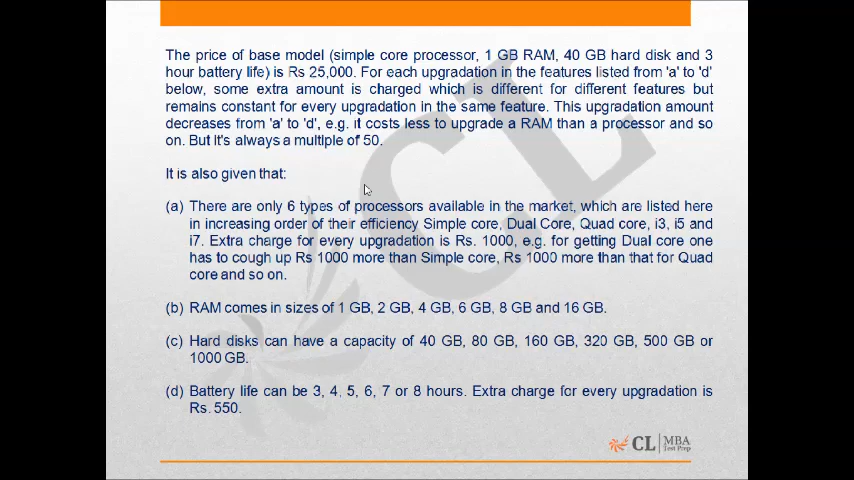 The price of base model (simple core processor, 1 GB RAM, 40 GB hard disk and 3
hour battery life) is Rs 25,000. For each upgradation in the features listed from 'a' to 'd'
below, some extra amount is charged which is different for different features but
remains constant for every upgradation in the same feature. This upgradation amount
decreases from 'a' to 'd', e.g. it costs less to upgrade a RAM than a processor and so
on. But it's always a multiple of 50.
It is also given that:
(a) There are only 6 types of processors available in the market, which are listed here
in increasing order of their efficiency Simple core, Dual Core, Quad core, i3, i5 and
i7. Extra charge for every upgradation is Rs. 1000, e.g. for getting Dual core one
has to cough up Rs 1000 more than Simple core, Rs 1000 more than that for Quad
core and so on.
(b) RAM comes in sizes of 1 GB, 2 GB, 4 GB, 6 GB, 8 GB and 16 GB.
(c) Hard disks can have a capacity of 40 GB, 80 GB, 160 GB, 320 GB, 500 GB or
1000 GB.
(d) Battery life can be 3, 4, 5, 6, 7 or 8 hours. Extra charge for every upgradation is
Rs. 550.
CL
CL MBA
Test Prep